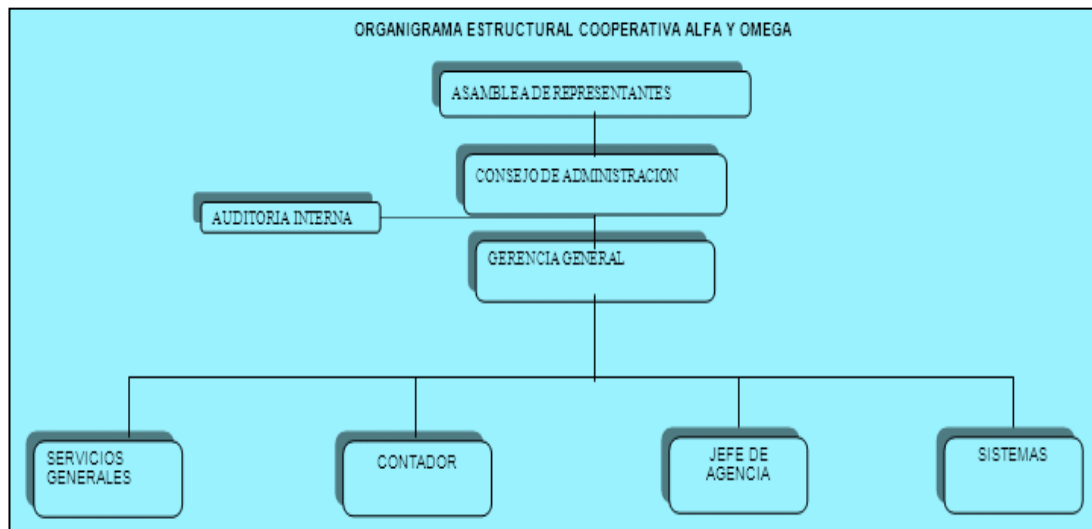 ORGANIGRAMA ESTRUCTURAL COOPERATIVA ALFA Y OMEGA
ASAMBLEA DE REPRESENTANTES
CONSEJO DE ADMINISTRACION
AUDITORIA INTERNA
GERENCIA GENERAL
SERVICIOS
GENERALES
CONTADOR
JEFE DE
AGENCIA
SISTEMAS